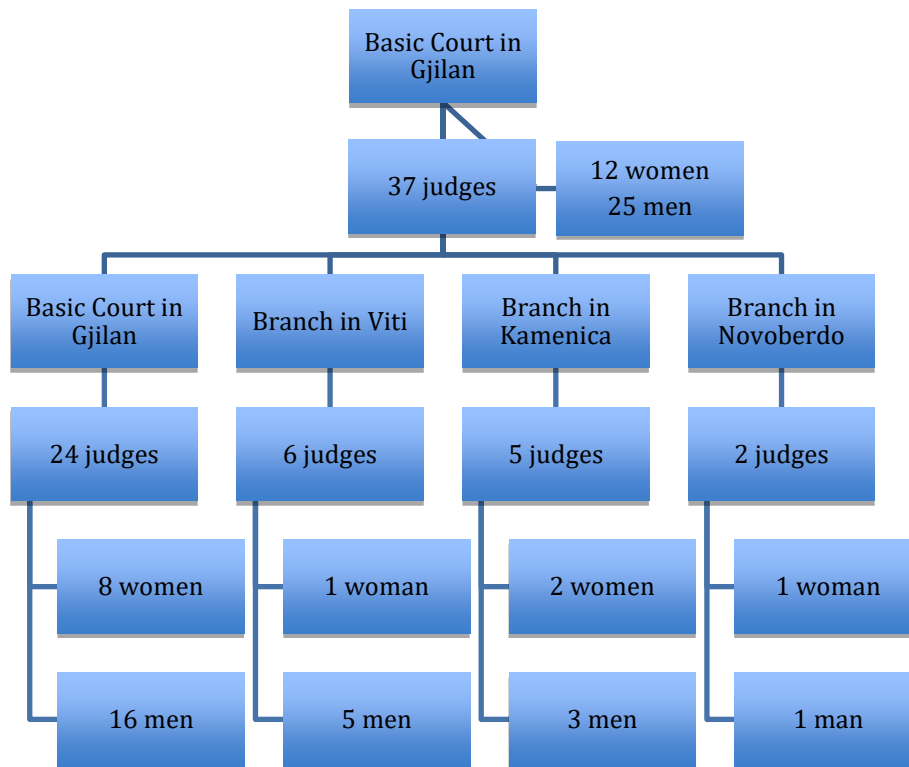 Basic Court in
Gjilan
37 judges
12 women
25 men
Basic Court in
Gjilan
Branch in Viti
Branch in
Kamenica
Branch in
Novoberdo
24 judges
6 judges
5 judges
2 judges
8 women
1 woman
2 women
1 woman
16 men
5 men
3 men
1 man